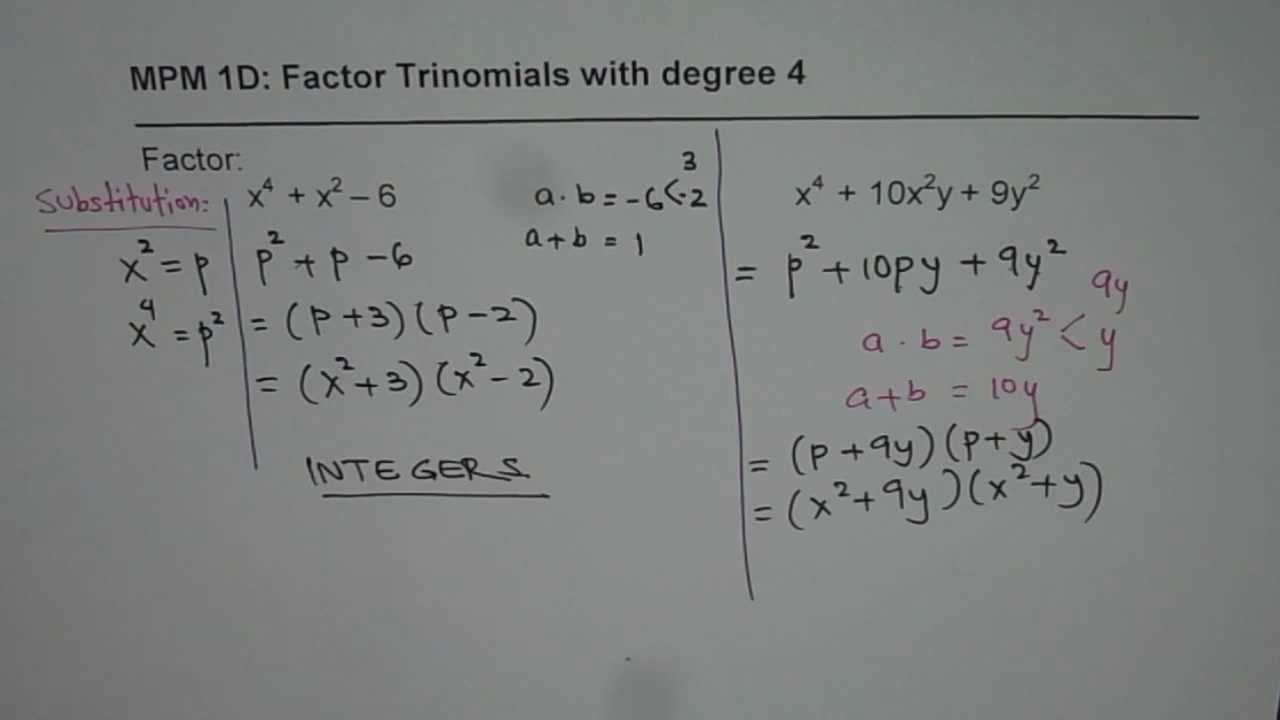 MPM 1D: Factor Trinomials with degree 4
Factor:
Substitution:
x² = p
x⁴ = p²
x⁴ + x² – 6
p² + p – 6
= (p + 3)(p – 2)
= (x² + 3)(x² – 2)
INTEGERS
a · b = –6 < 3 -2
a + b = 1
x⁴ + 10x²y + 9y²
= p² + 10py + 9y²
a · b = 9y² < 9y y
a + b = 10y
= (p + 9y)(p + y)
= (x² + 9y)(x² + y)